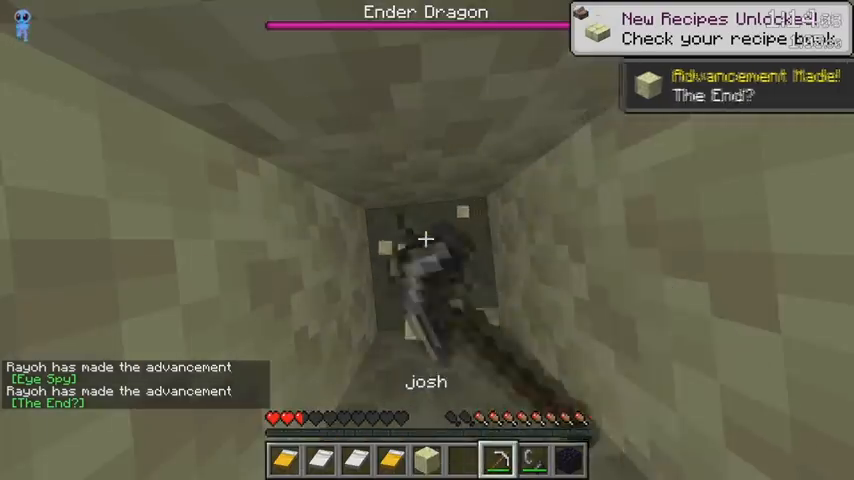 Ender Dragon
New Recipes Unlocked!
Check your recipe book
Advancement Made!
The End?
Rayoh has made the advancement
[Eye Spy]
Rayoh has made the advancement
[The End?]
josh